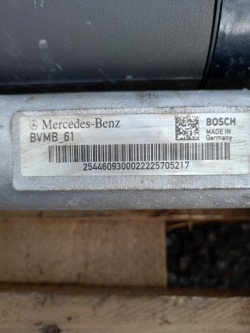 Mercedes-Benz
BVMB_61
BOSCH
MADE IN
Germany
2544609300022225705217